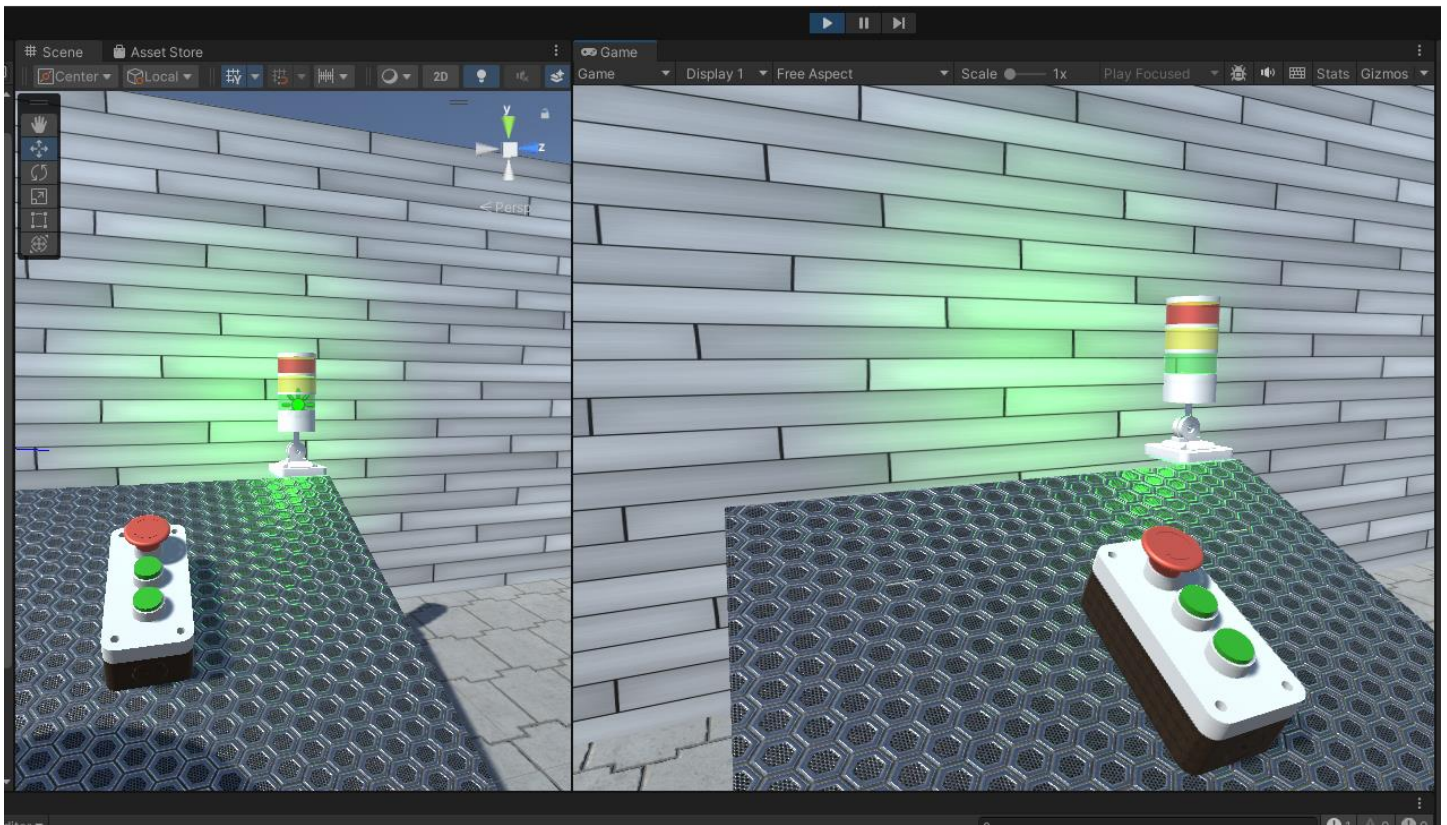 Scene Asset Store
Game
Center Local 2D
Game Display 1 Free Aspect Scale 1x Play Focused Stats Gizmos
y
z
Persp